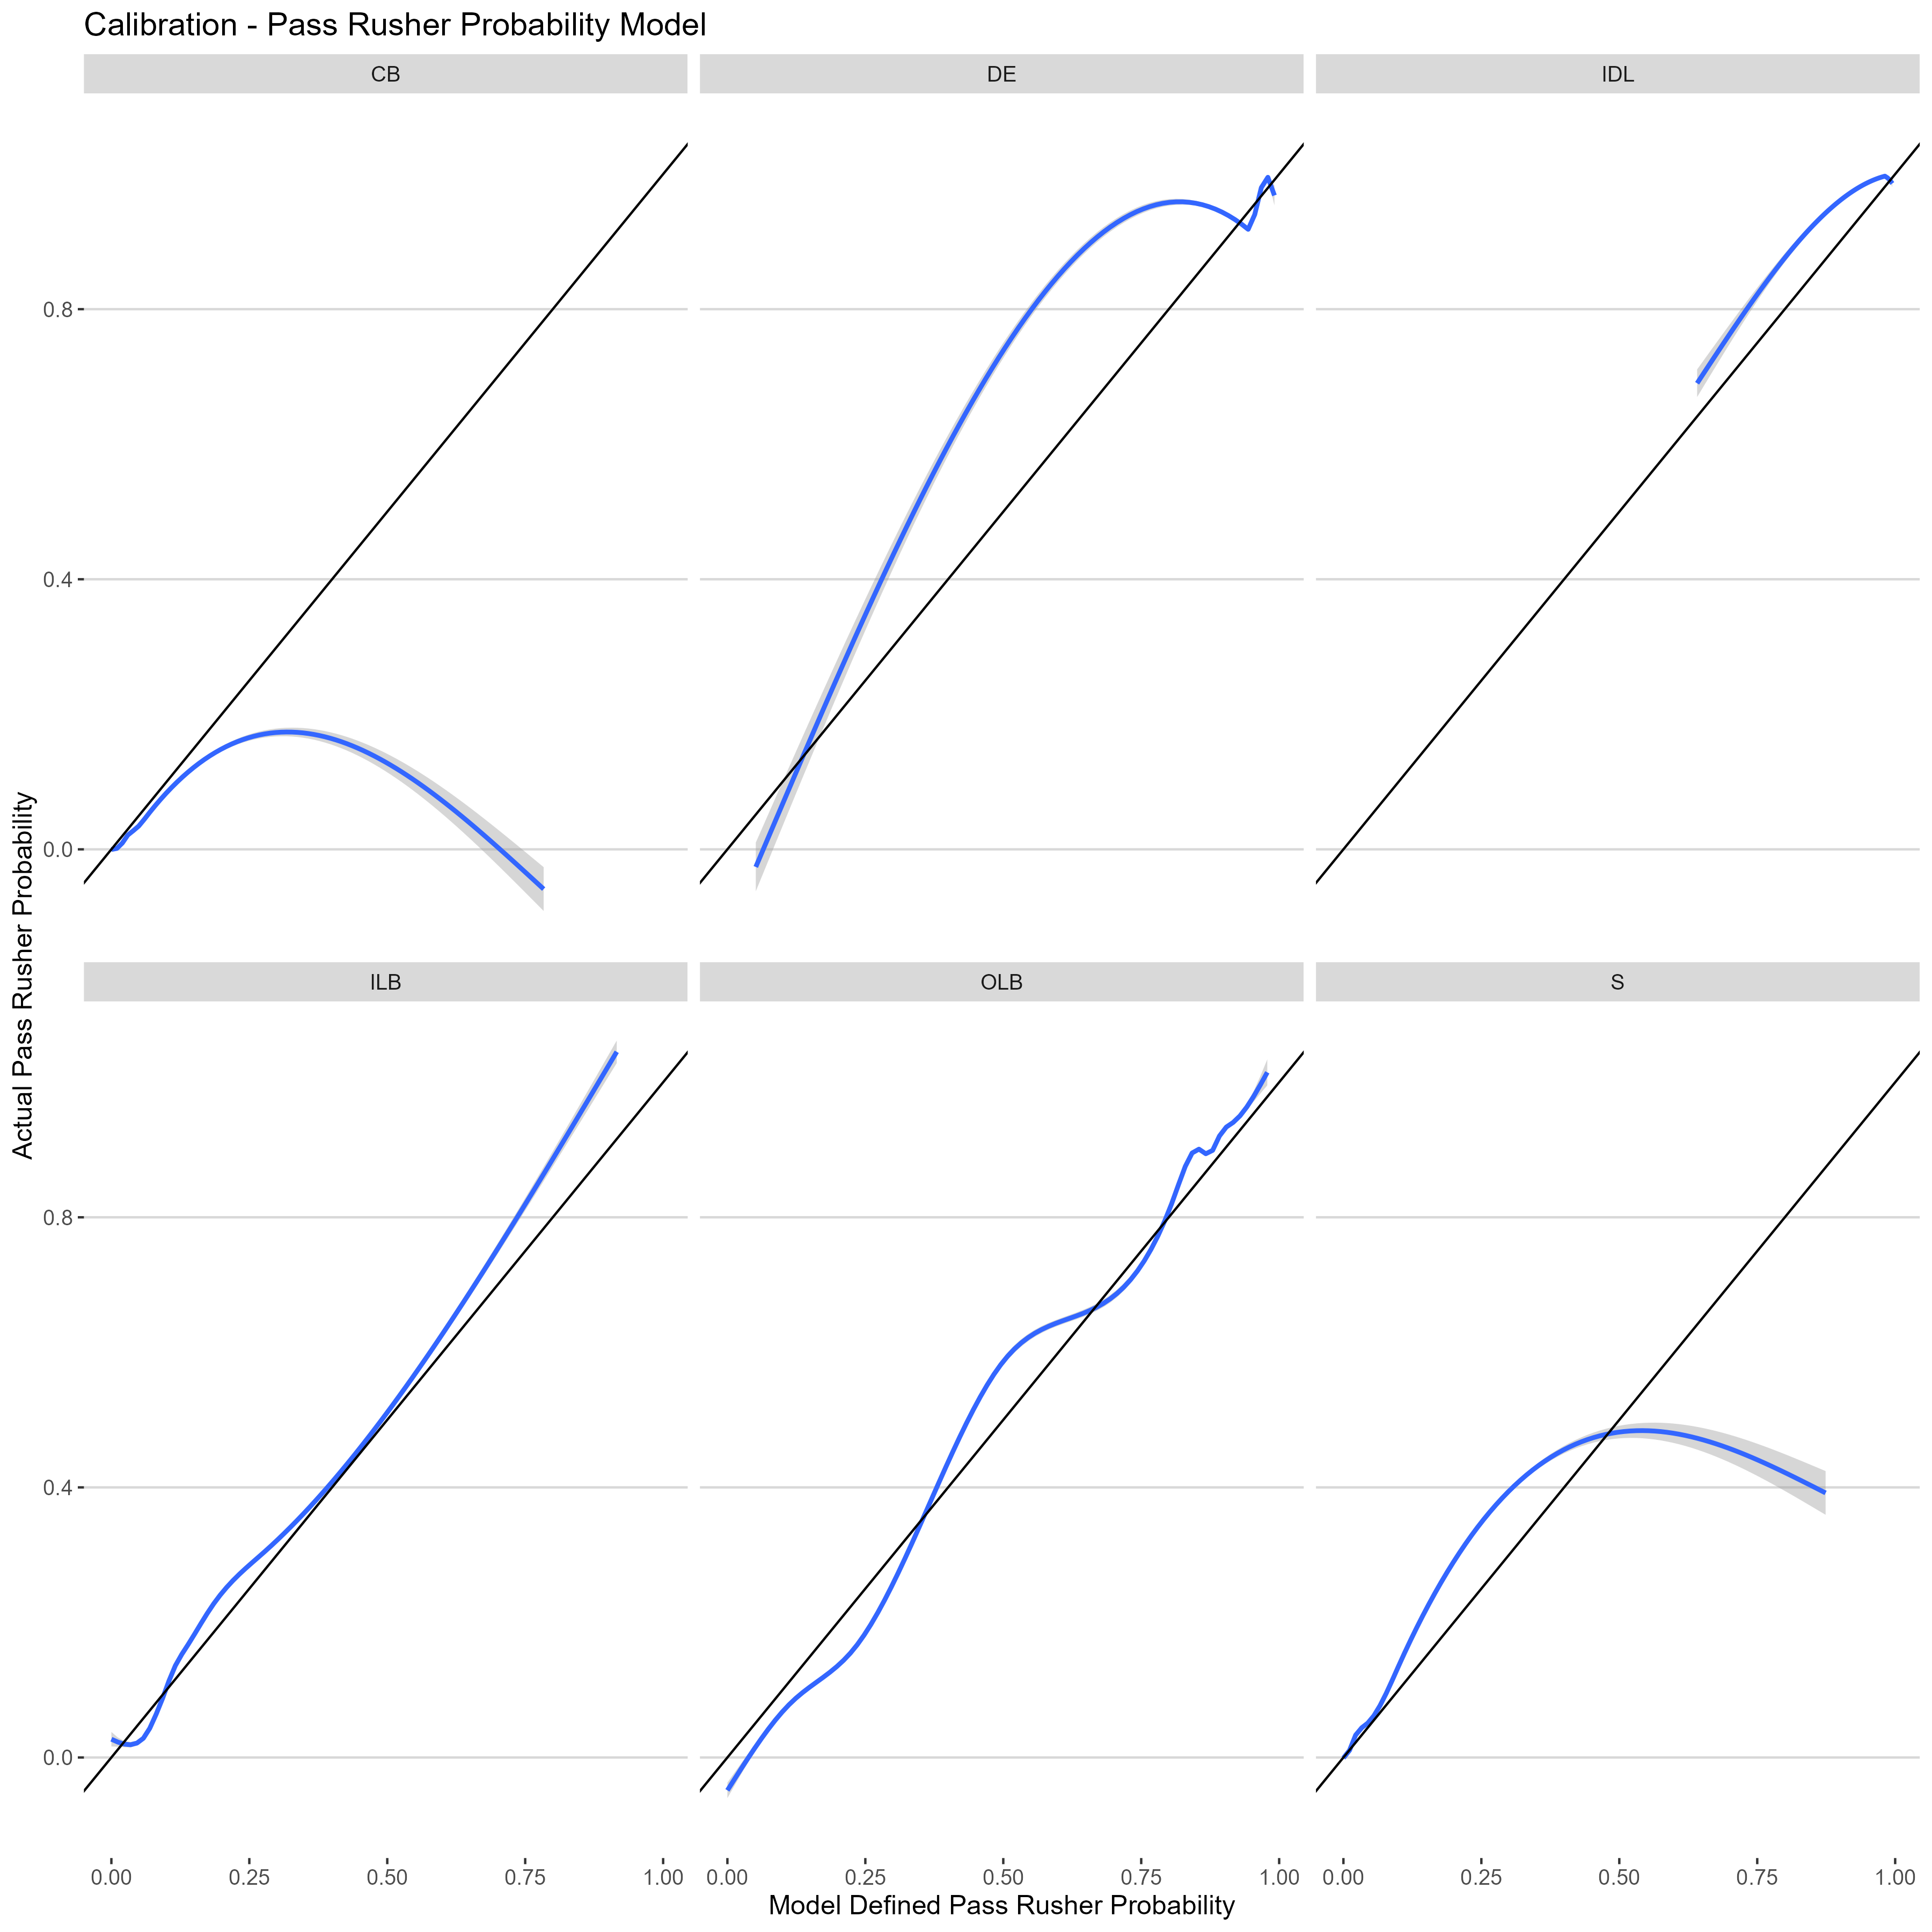 Calibration - Pass Rusher Probability Model
CB
DE
IDL
0.8
0.4
0.0
Actual Pass Rusher Probability
ILB
OLB
S
0.8
0.4
0.0
0.00 0.25 0.50 0.75 1.00
0.00 0.25 0.50 0.75 1.00
0.00 0.25 0.50 0.75 1.00
Model Defined Pass Rusher Probability